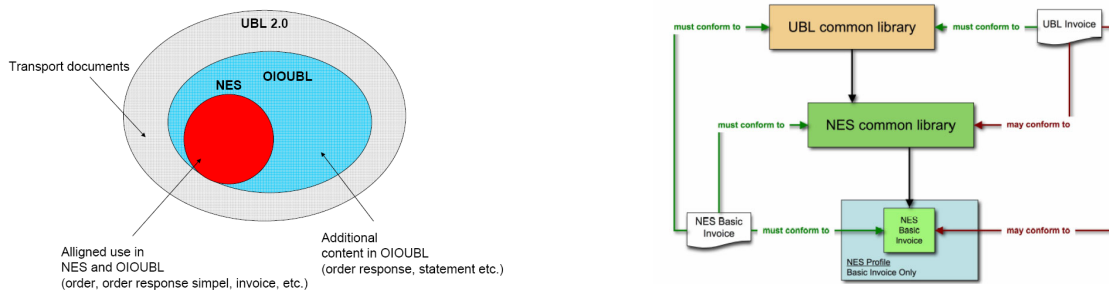 UBL 2.0
Transport documents
OIOUBL
NES
Alligned use in
NES and OIOUBL
(order, order response simpel, invoice, etc.)
Additional
content in OIOUBL
(order response, statement etc.)
must conform to
UBL common library
must conform to
UBL Invoice
must conform to
NES common library
may conform to
NES Basic
Invoice
must conform to
NES
Basic
Invoice
may conform to
NES Profile
Basic Invoice Only